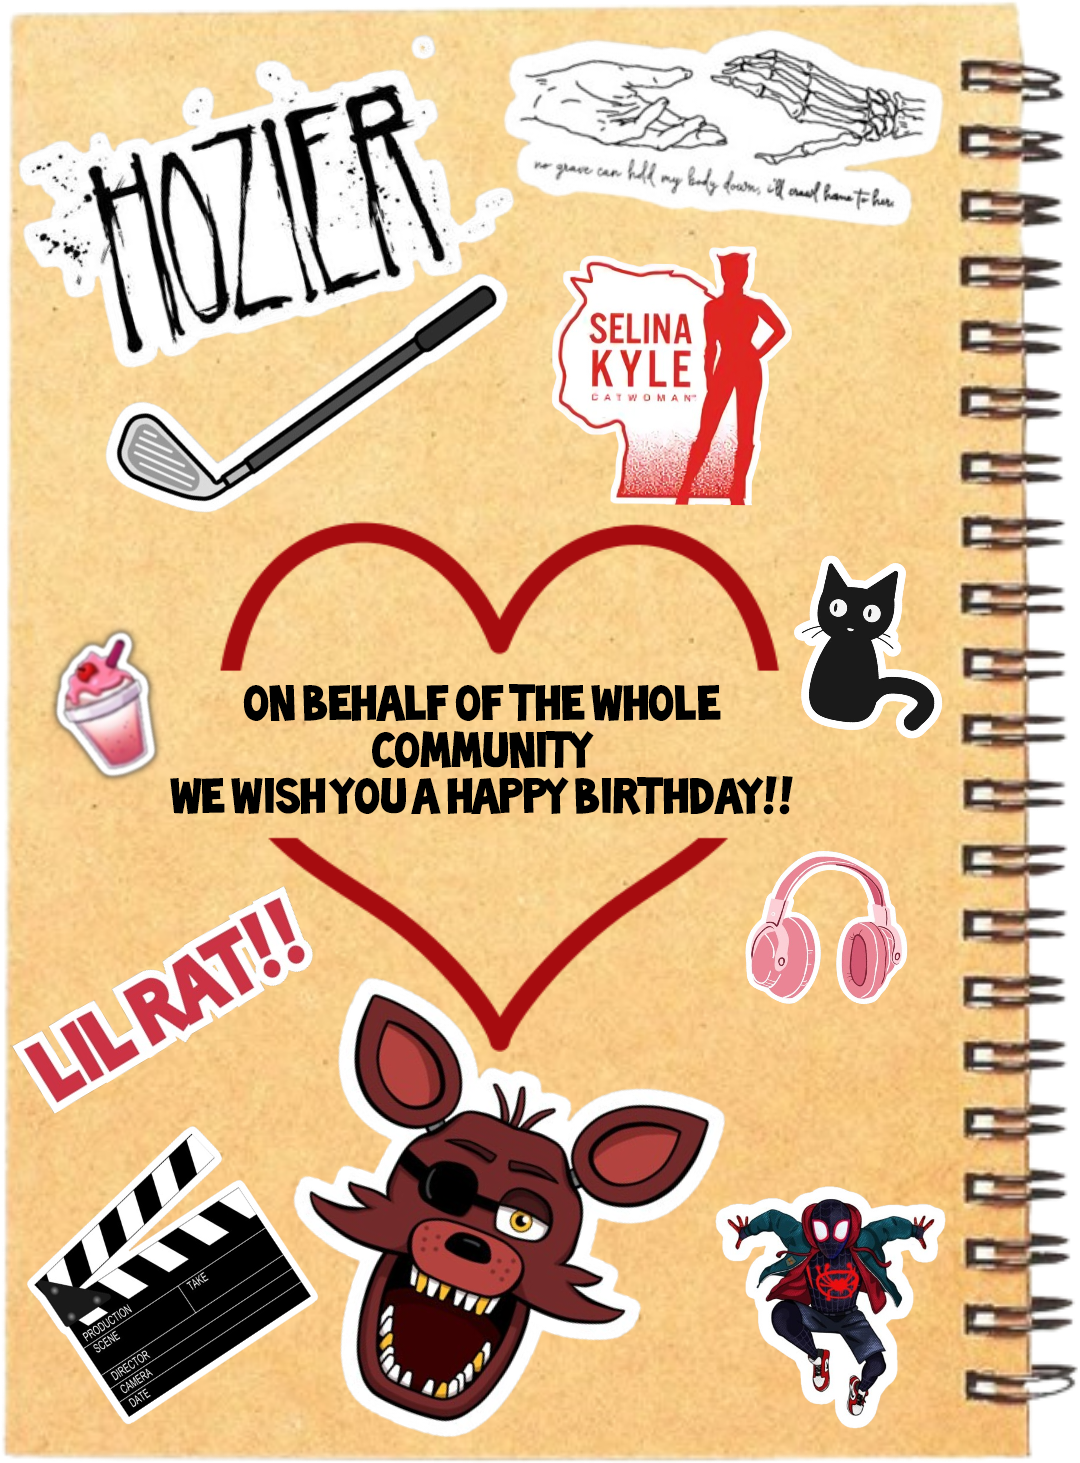 HOZIER
no grave can hold my body down, i'll crawl home to her.
SELINA
KYLE
CATWOMAN
ON BEHALF OF THE WHOLE
COMMUNITY
WE WISH YOU A HAPPY BIRTHDAY!!
LIL RAT!!
PRODUCTION
SCENE
TAKE
DIRECTOR
CAMERA
DATE